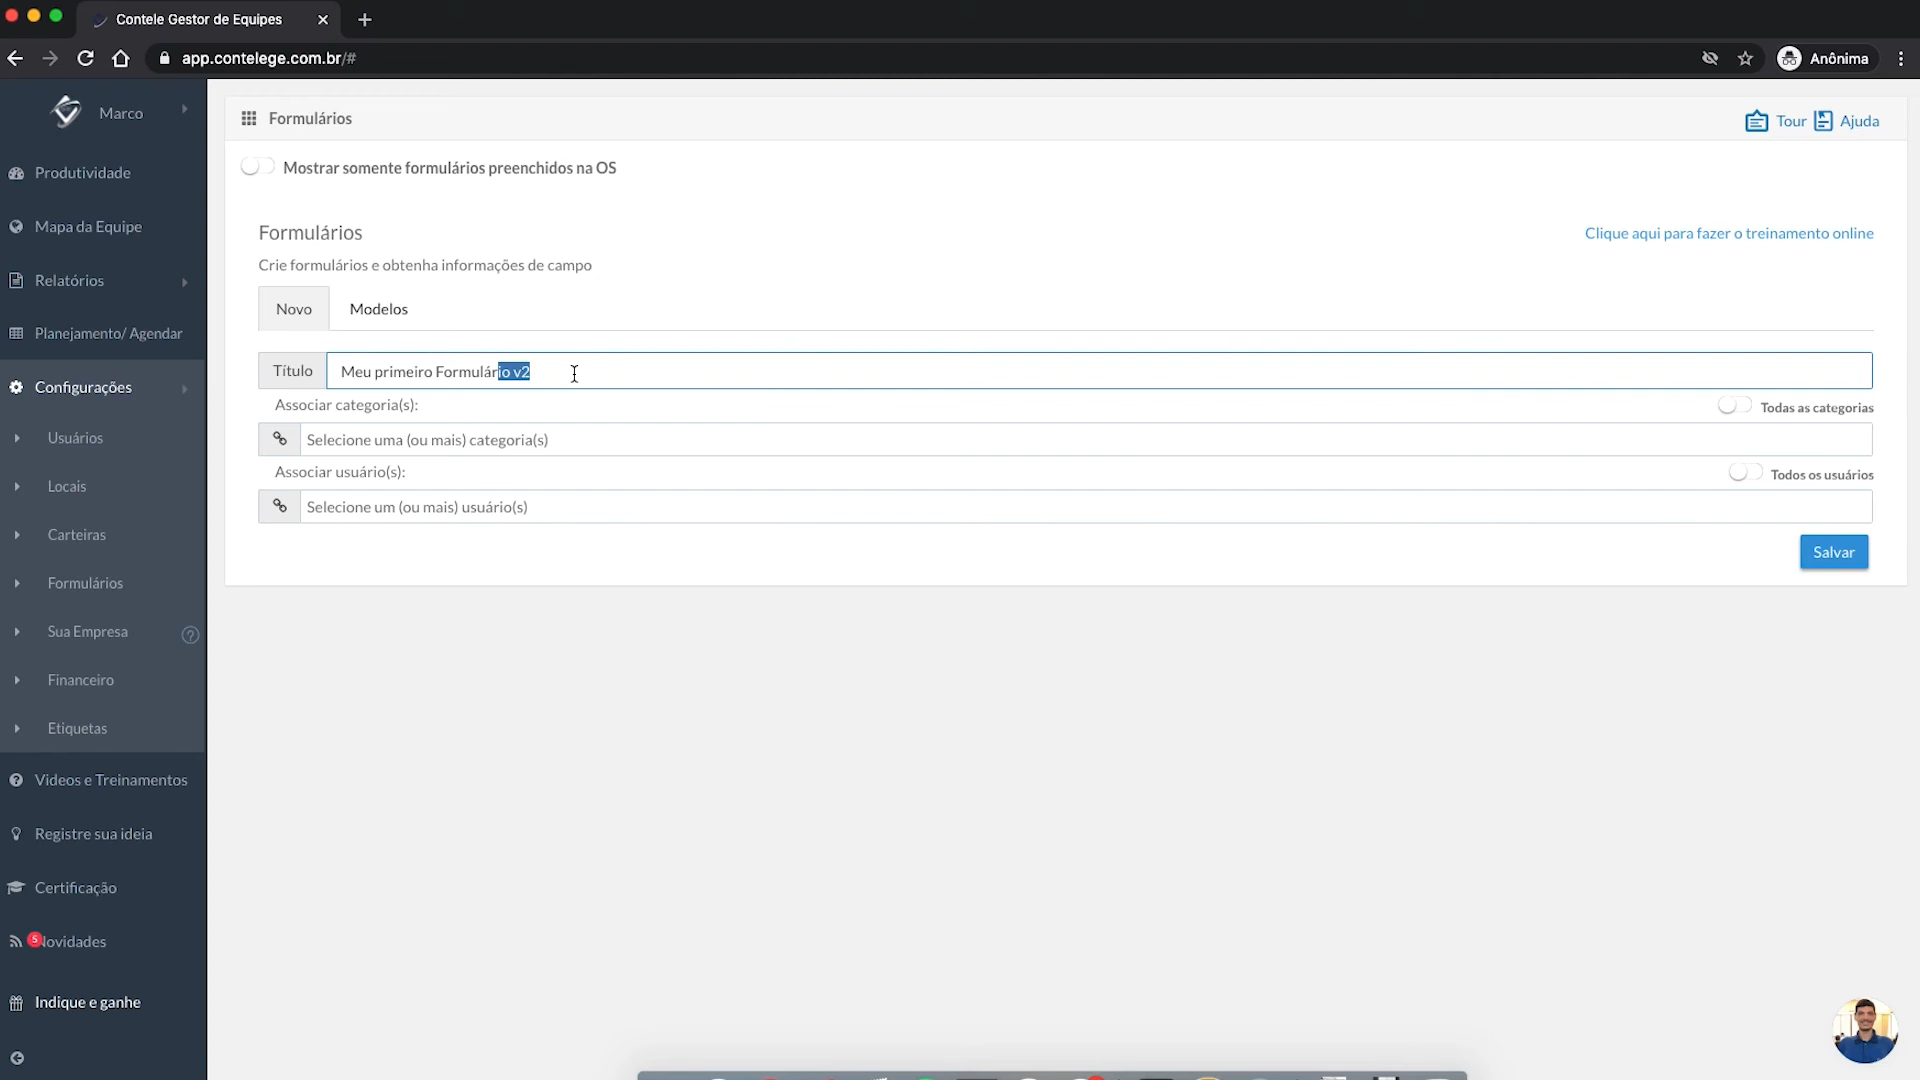 Contele Gestor de Equipes
app.contelege.com.br/#
Anônima
Marco
Produtividade
Mapa da Equipe
Relatórios
Planejamento/ Agendar
Configurações
Usuários
Locais
Carteiras
Formulários
Sua Empresa
Financeiro
Etiquetas
Videos e Treinamentos
Registre sua ideia
Certificação
5
Novidades
Indique e ganhe
Formulários
Tour
Ajuda
Mostrar somente formulários preenchidos na OS
Formulários
Clique aqui para fazer o treinamento online
Crie formulários e obtenha informações de campo
Novo
Modelos
Título
Meu primeiro Formulário v2
Associar categoria(s):
Todas as categorias
Selecione uma (ou mais) categoria(s)
Associar usuário(s):
Todos os usuários
Selecione um (ou mais) usuário(s)
Salvar